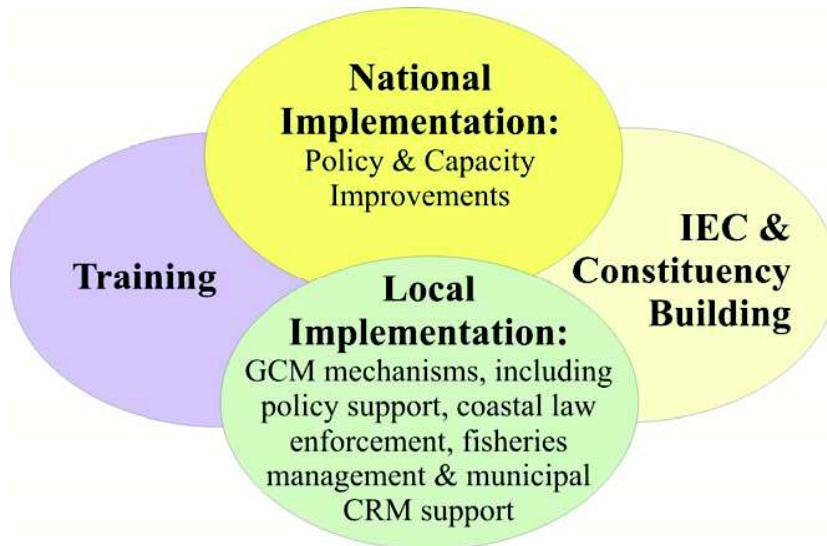 National
Implementation:
Policy & Capacity
Improvements
Training
IEC &
Constituency
Building
Local
Implementation:
GCM mechanisms, including
policy support, coastal law
enforcement, fisheries
management & municipal
CRM support